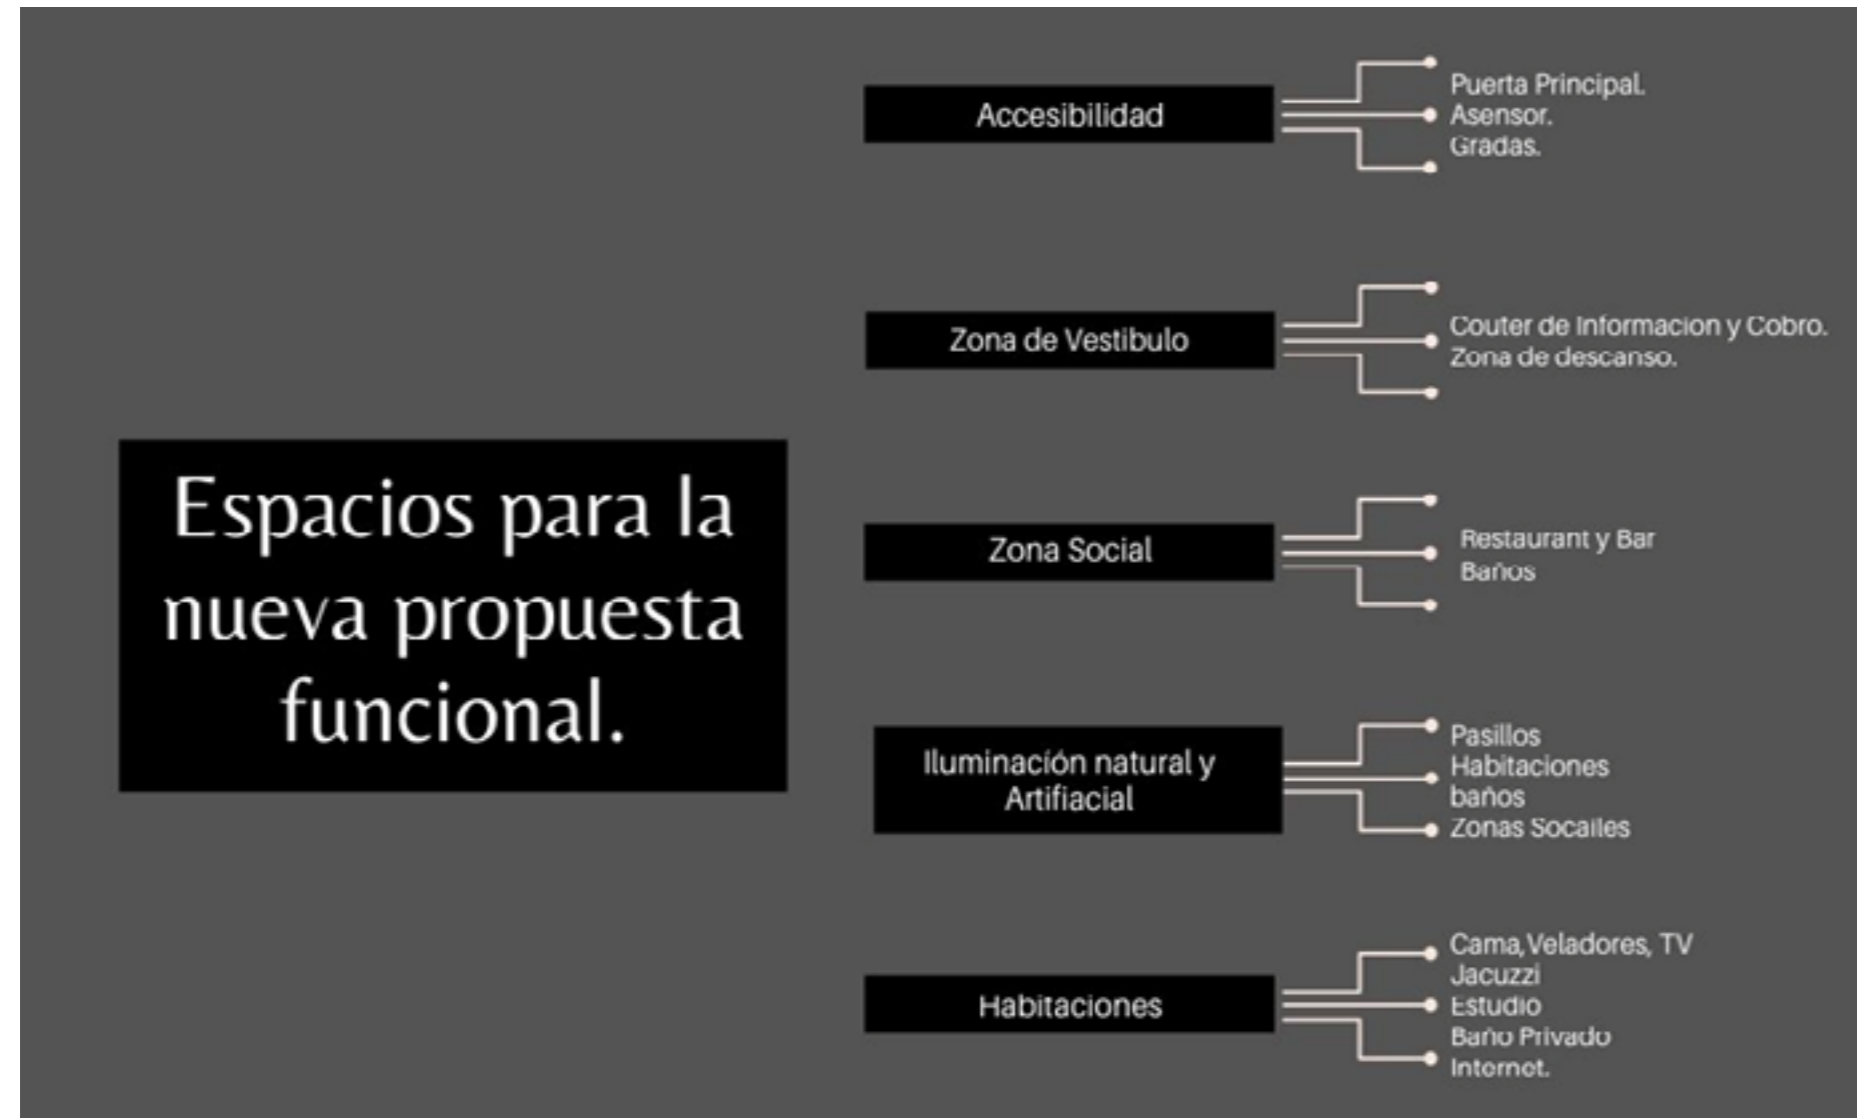 Espacios para la
nueva propuesta
funcional.
Accesibilidad
Puerta Principal.
Asensor.
Gradas.
Zona de Vestibulo
Couter de Informacion y Cobro.
Zona de descanso.
Zona Social
Restaurant y Bar
Baños
Iluminación natural y
Artifiacial
Pasillos
Habitaciones
baños
Zonas Socailes
Habitaciones
Cama,Veladores, TV
Jacuzzi
Estudio
Baño Privado
Internet.